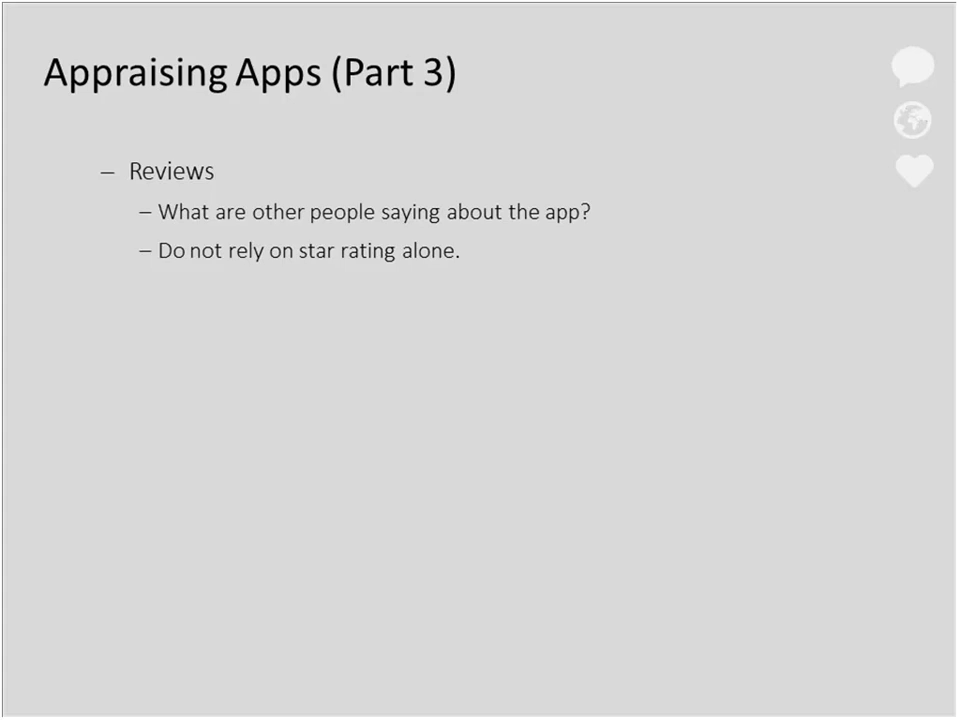 Appraising Apps (Part 3)
– Reviews
– What are other people saying about the app?
– Do not rely on star rating alone.